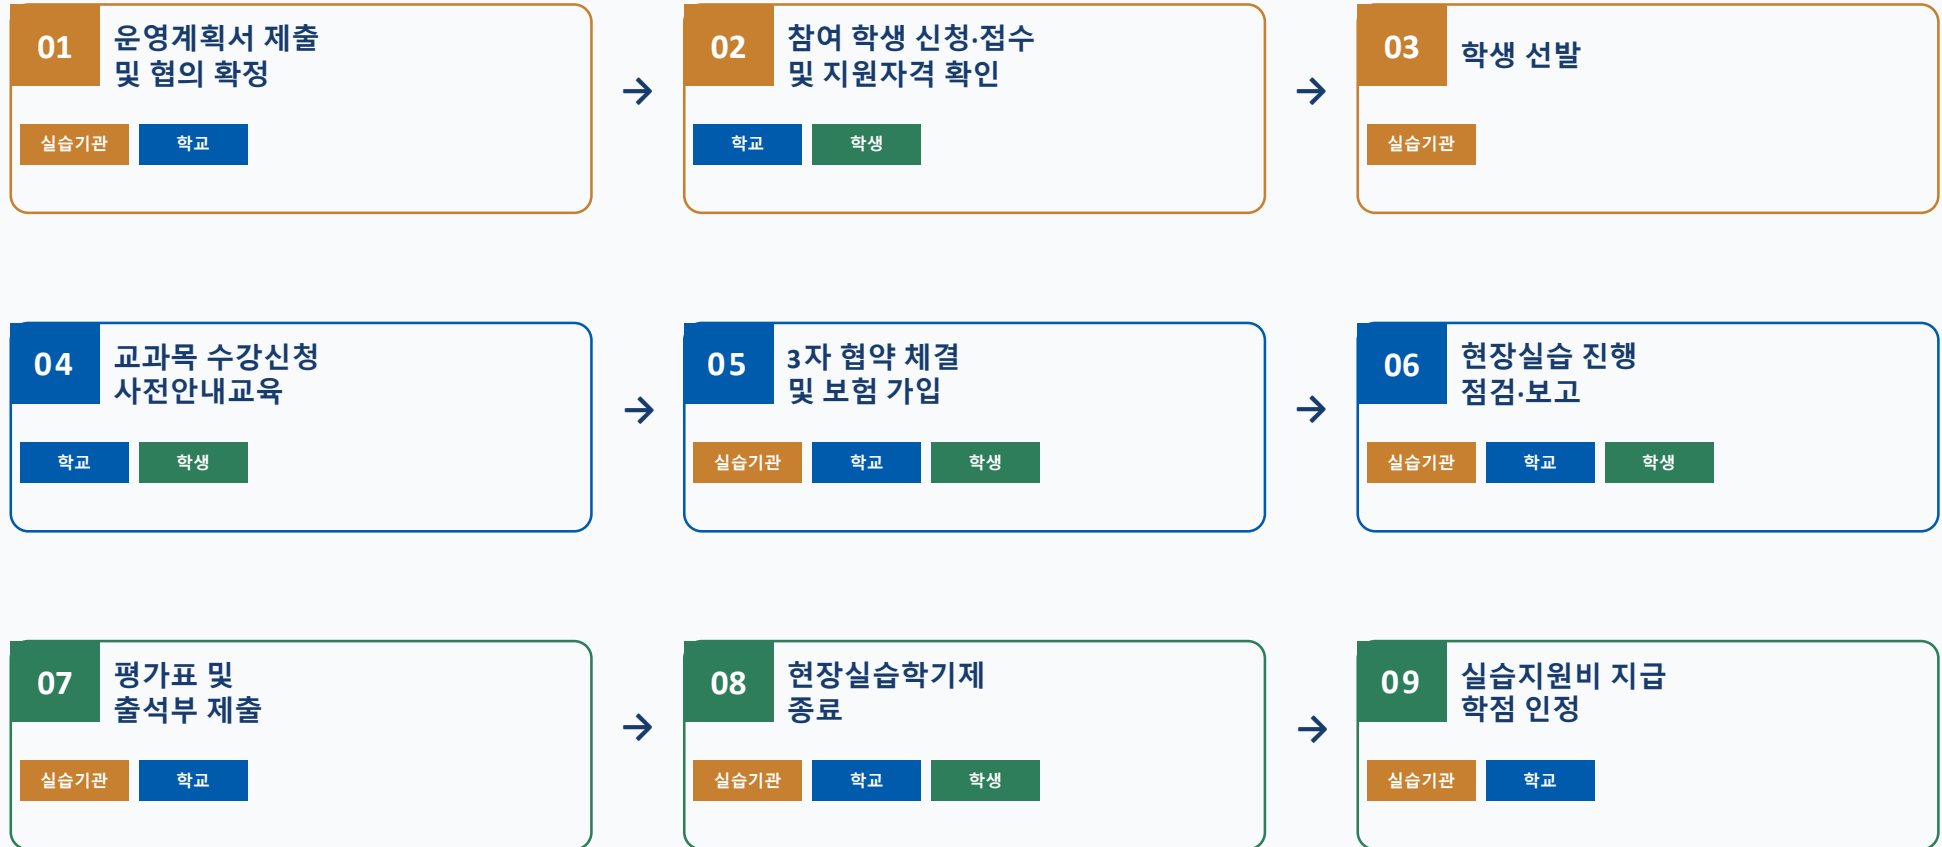 01
운영계획서 제출
및 협의 확정
실습기관
학교
→
02
참여 학생 신청·접수
및 지원자격 확인
학교
학생
→
03
학생 선발
실습기관
04
교과목 수강신청
사전안내교육
학교
학생
→
05
3자 협약 체결
및 보험 가입
실습기관
학교
학생
→
06
현장실습 진행
점검·보고
실습기관
학교
학생
07
평가표 및
출석부 제출
실습기관
학교
→
08
현장실습학기제
종료
실습기관
학교
학생
→
09
실습지원비 지급
학점 인정
실습기관
학교